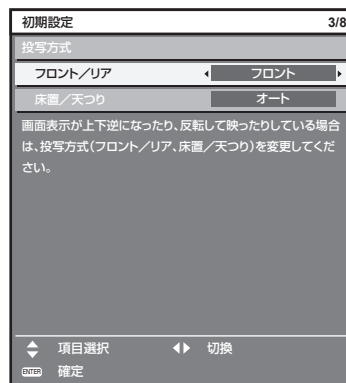 初期設定 3/8
投写方式
フロント／リア フロント
床置／天つり オート
画面表示が上下逆になったり、反転して映ったりしている場合
は、投写方式(フロント／リア、床置／天つり)を変更してくだ
さい。
項目選択 切換
ENTER 確定